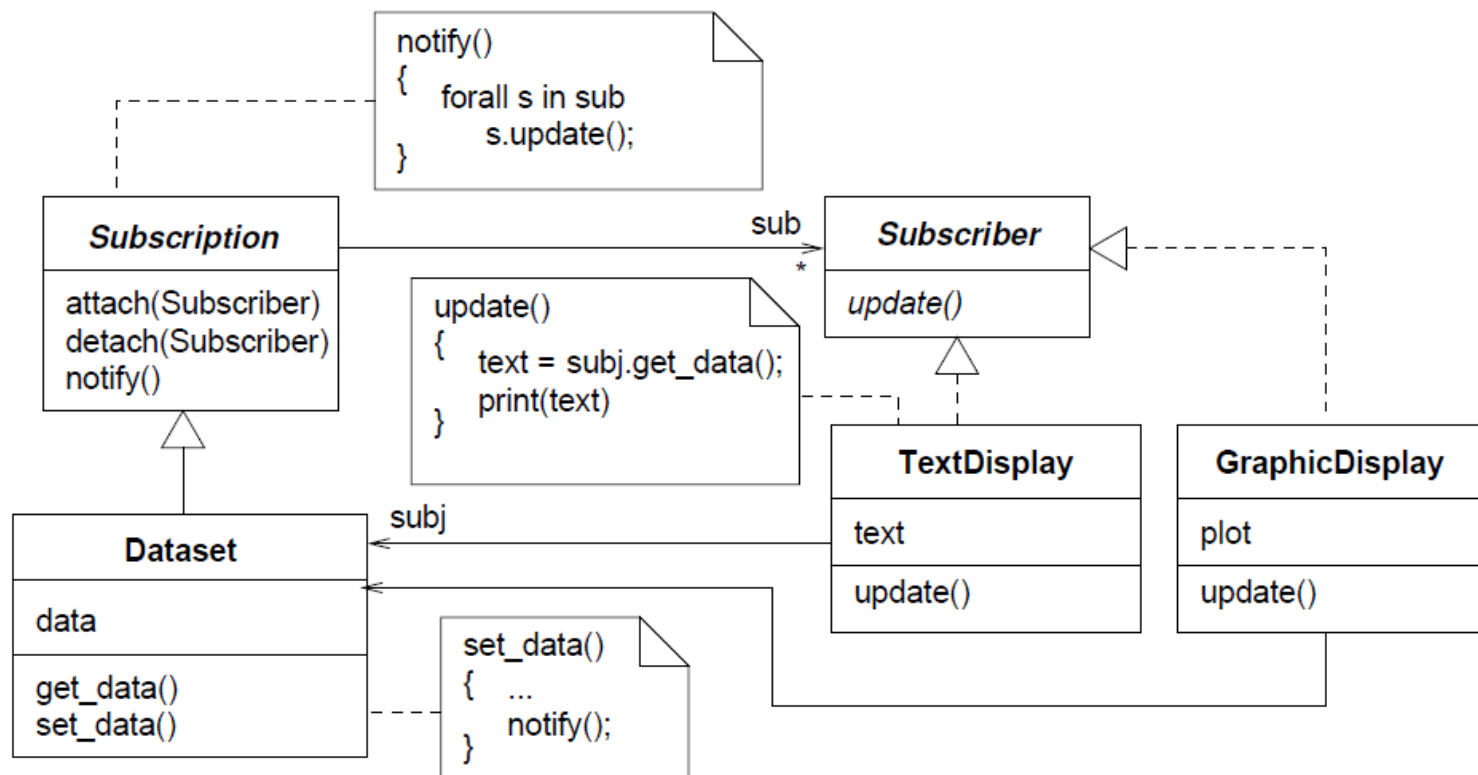 notify()
{
forall s in sub
s.update();
}
Subscription
attach(Subscriber)
detach(Subscriber)
notify()
sub
*
Subscriber
update()
update()
{
text = subj.get_data();
print(text)
}
TextDisplay
text
update()
GraphicDisplay
plot
update()
subj
Dataset
data
get_data()
set_data()
set_data()
{ ...
notify();
}